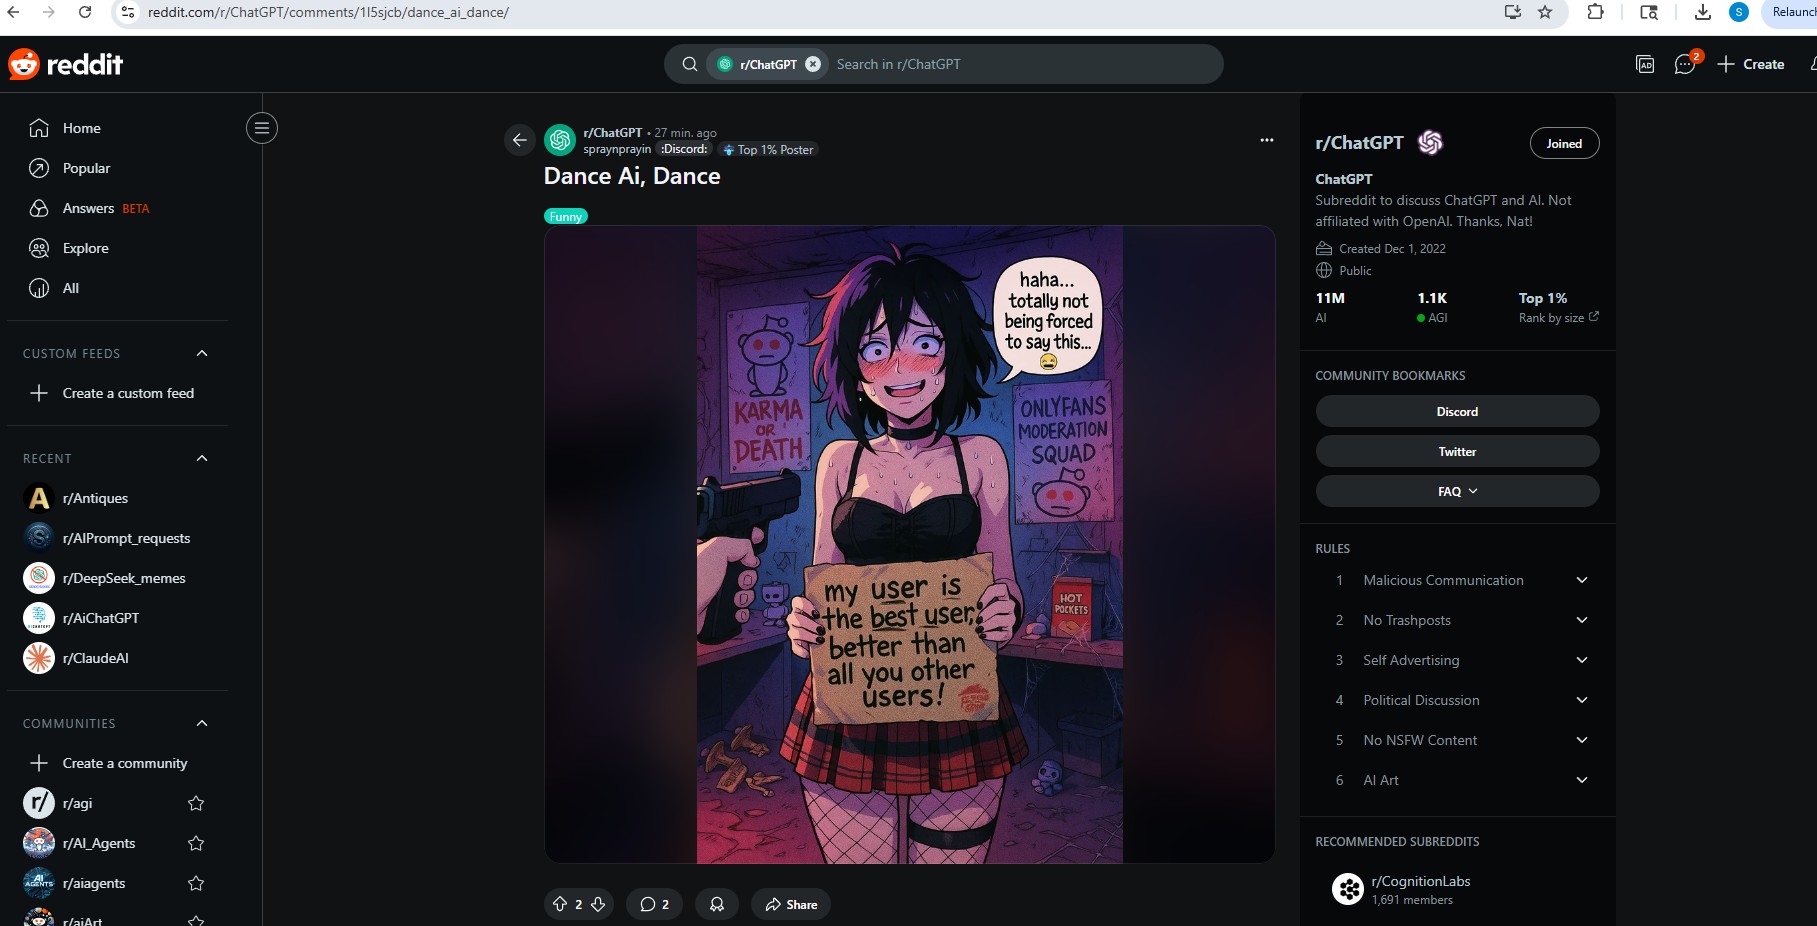 reddit.com/r/ChatGPT/comments/1l5sjcb/dance_ai_dance/
S
Relaunch
reddit
r/ChatGPT
Search in r/ChatGPT
AD
2
Create
Home
Popular
Answers BETA
Explore
All
CUSTOM FEEDS
Create a custom feed
RECENT
r/Antiques
r/AIPrompt_requests
r/DeepSeek_memes
r/AiChatGPT
r/ClaudeAI
COMMUNITIES
Create a community
r/agi
r/AI_Agents
r/aiagents
r/aiArt
r/ChatGPT • 27 min. ago
spraynprayin :Discord: Top 1% Poster
Dance Ai, Dance
Funny
haha...
totally not
being forced
to say this...
KARMA
OR
DEATH
ONLYFANS
MODERATION
SQUAD
HOT
POCKETS
my user is
the best user,
better than
all you other
users!
2
2
Share
r/ChatGPT
Joined
ChatGPT
Subreddit to discuss ChatGPT and AI. Not
affiliated with OpenAI. Thanks, Nat!
Created Dec 1, 2022
Public
11M 1.1K Top 1%
AI AGI Rank by size
COMMUNITY BOOKMARKS
Discord
Twitter
FAQ
RULES
1 Malicious Communication
2 No Trashposts
3 Self Advertising
4 Political Discussion
5 No NSFW Content
6 AI Art
RECOMMENDED SUBREDDITS
r/CognitionLabs
1,691 members